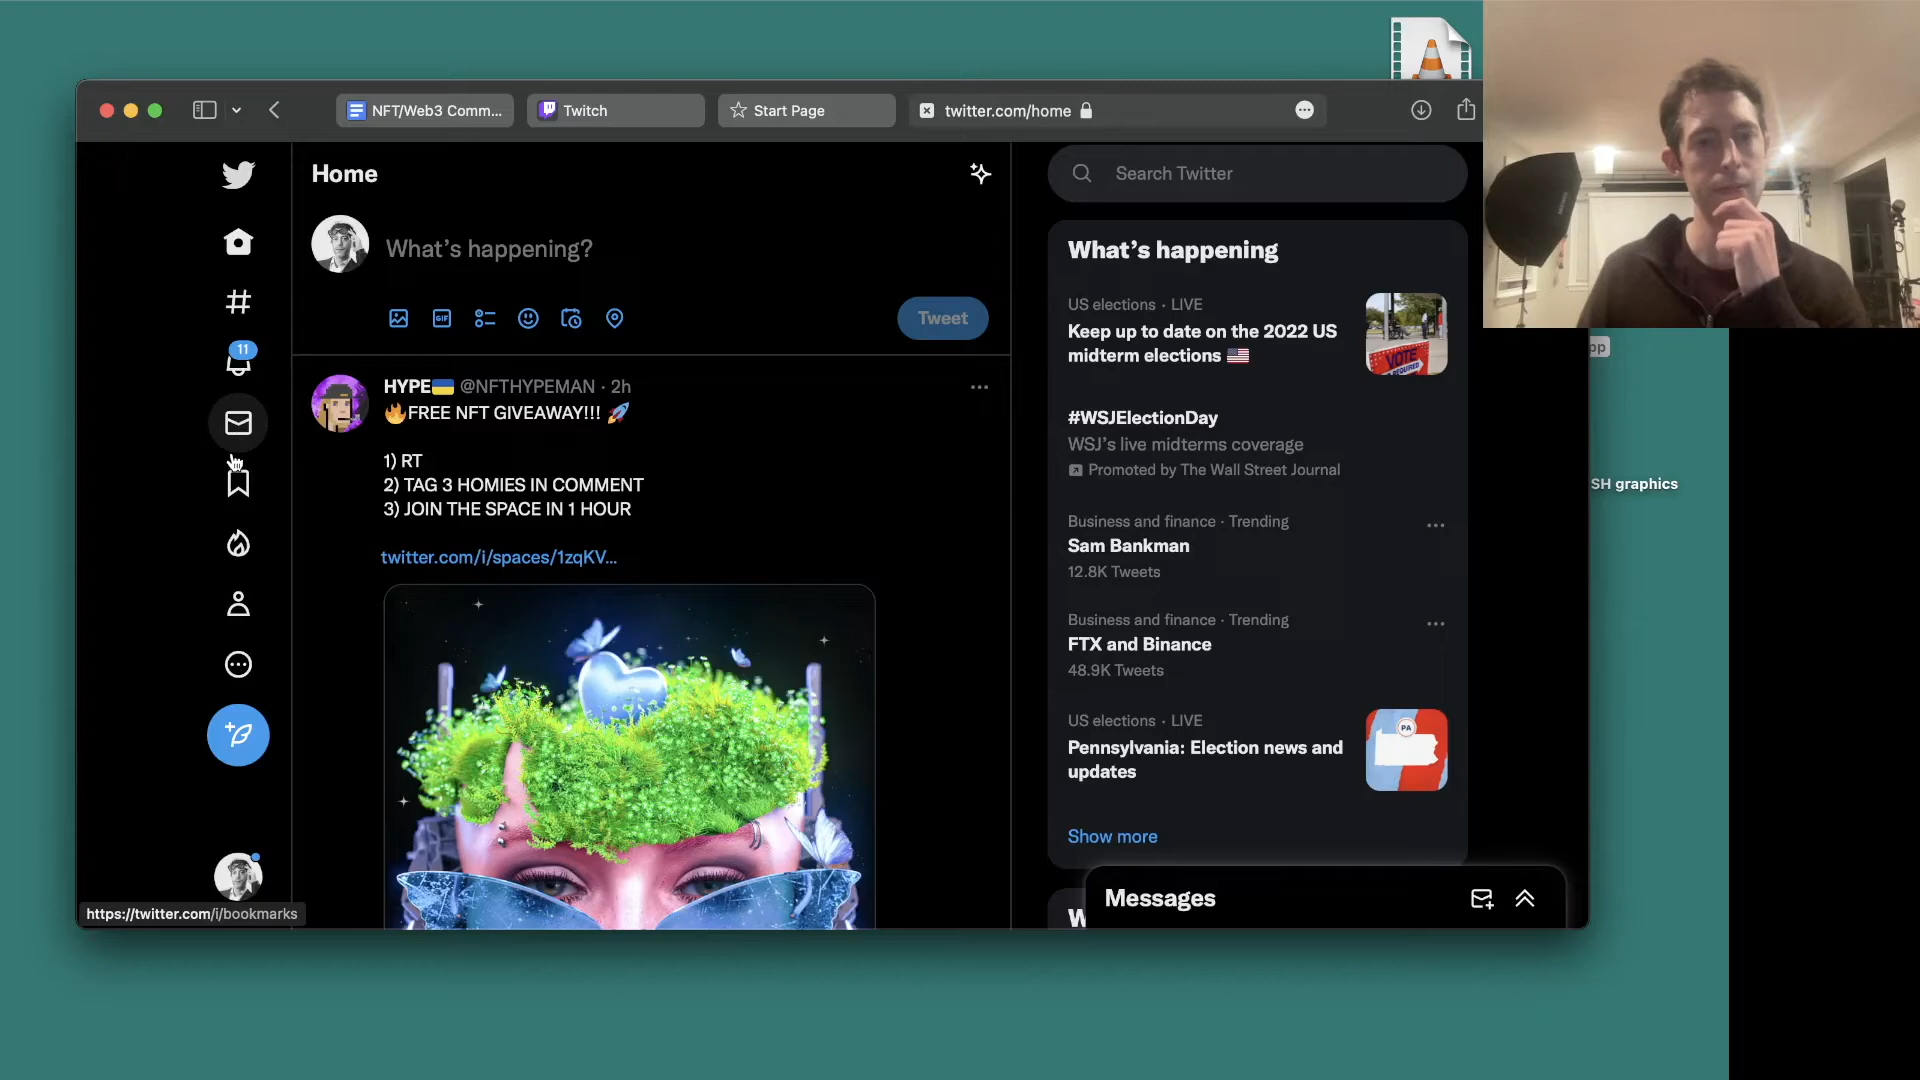 NFT/Web3 Comm...
Twitch
Start Page
twitter.com/home
Home
What's happening?
GIF
Tweet
11
HYPE🇺🇦 @NFTHYPEMAN · 2h
🔥FREE NFT GIVEAWAY!!! 🚀
1) RT
2) TAG 3 HOMIES IN COMMENT
3) JOIN THE SPACE IN 1 HOUR
twitter.com/i/spaces/1zqKV...
https://twitter.com/i/bookmarks
Search Twitter
What's happening
US elections · LIVE
Keep up to date on the 2022 US
midterm elections 🇺🇸
VOTE
#WSJElectionDay
WSJ's live midterms coverage
Promoted by The Wall Street Journal
Business and finance · Trending
Sam Bankman
12.8K Tweets
Business and finance · Trending
FTX and Binance
48.9K Tweets
US elections · LIVE
Pennsylvania: Election news and
updates
PA
Show more
Messages
pp
SH graphics